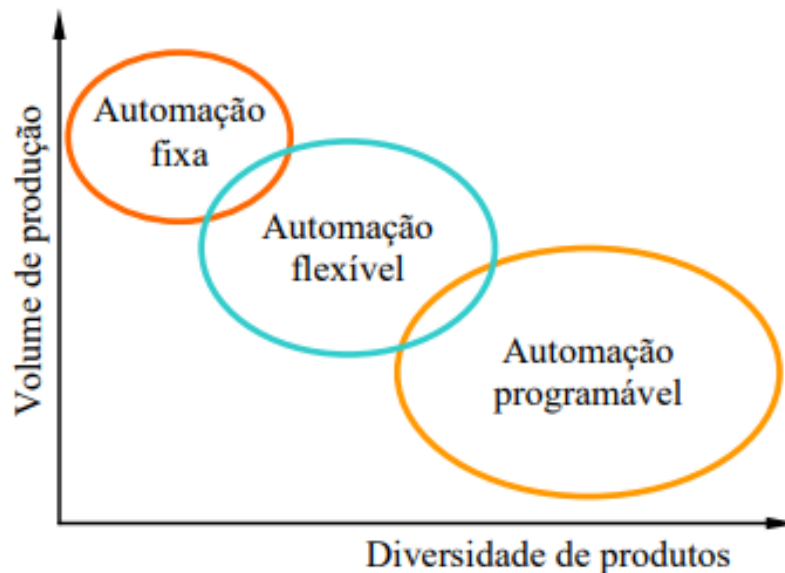 Volume de produção
Automação
fixa
Automação
flexível
Automação
programável
Diversidade de produtos